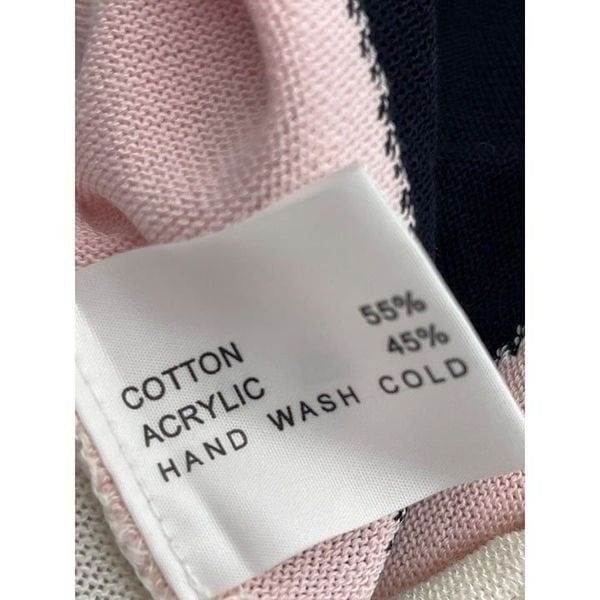 COTTON 55%
ACRYLIC 45%
HAND WASH COLD